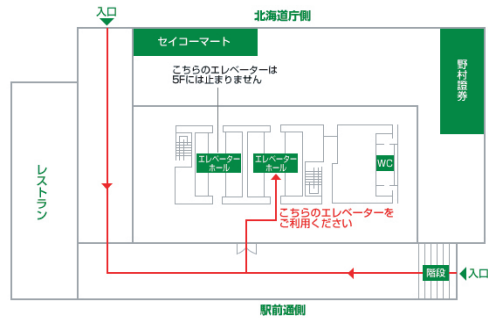 入口
北海道庁側
セイコーマート
こちらのエレベーターは
5Fには止まりません
野村證券
エレベーター
ホール
エレベーター
ホール
WC
レストラン
こちらのエレベーターを
ご利用ください
階段
入口
駅前通側